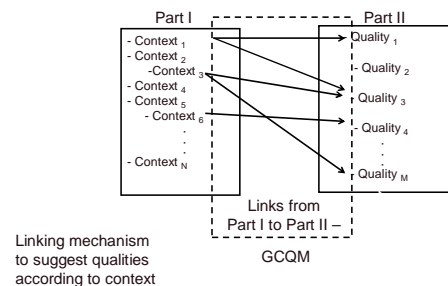 Part I
Part II
- Context 1
- Context 2
-Context 3
- Context 4
- Context 5
- Context 6
- Context N
Quality 1
- Quality 2
- Quality 3
- Quality 4
- Quality M
Links from
Part I to Part II –
GCQM
Linking mechanism
to suggest qualities
according to context